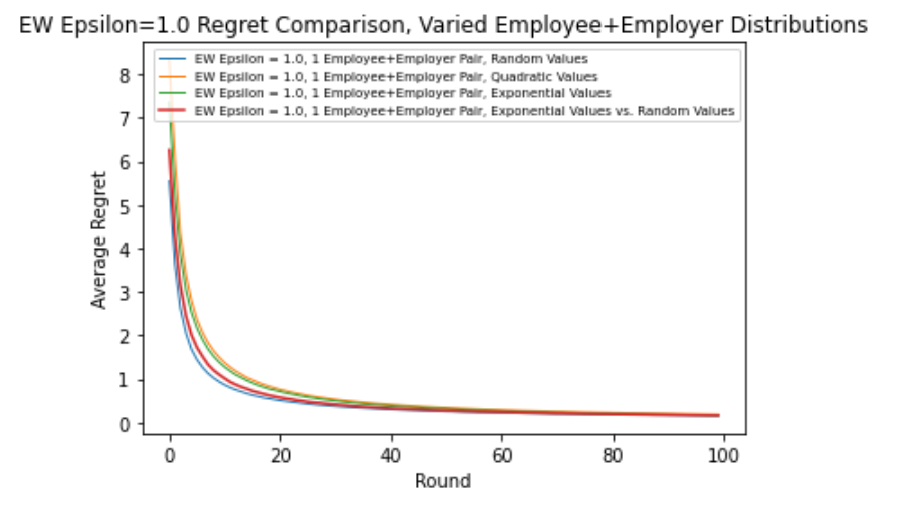 EW Epsilon=1.0 Regret Comparison, Varied Employee+Employer Distributions
EW Epsilon = 1.0, 1 Employee+Employer Pair, Random Values
EW Epsilon = 1.0, 1 Employee+Employer Pair, Quadratic Values
EW Epsilon = 1.0, 1 Employee+Employer Pair, Exponential Values
EW Epsilon = 1.0, 1 Employee+Employer Pair, Exponential Values vs. Random Values
Average Regret
8
7
6
5
4
3
2
1
0
0 20 40 60 80 100
Round